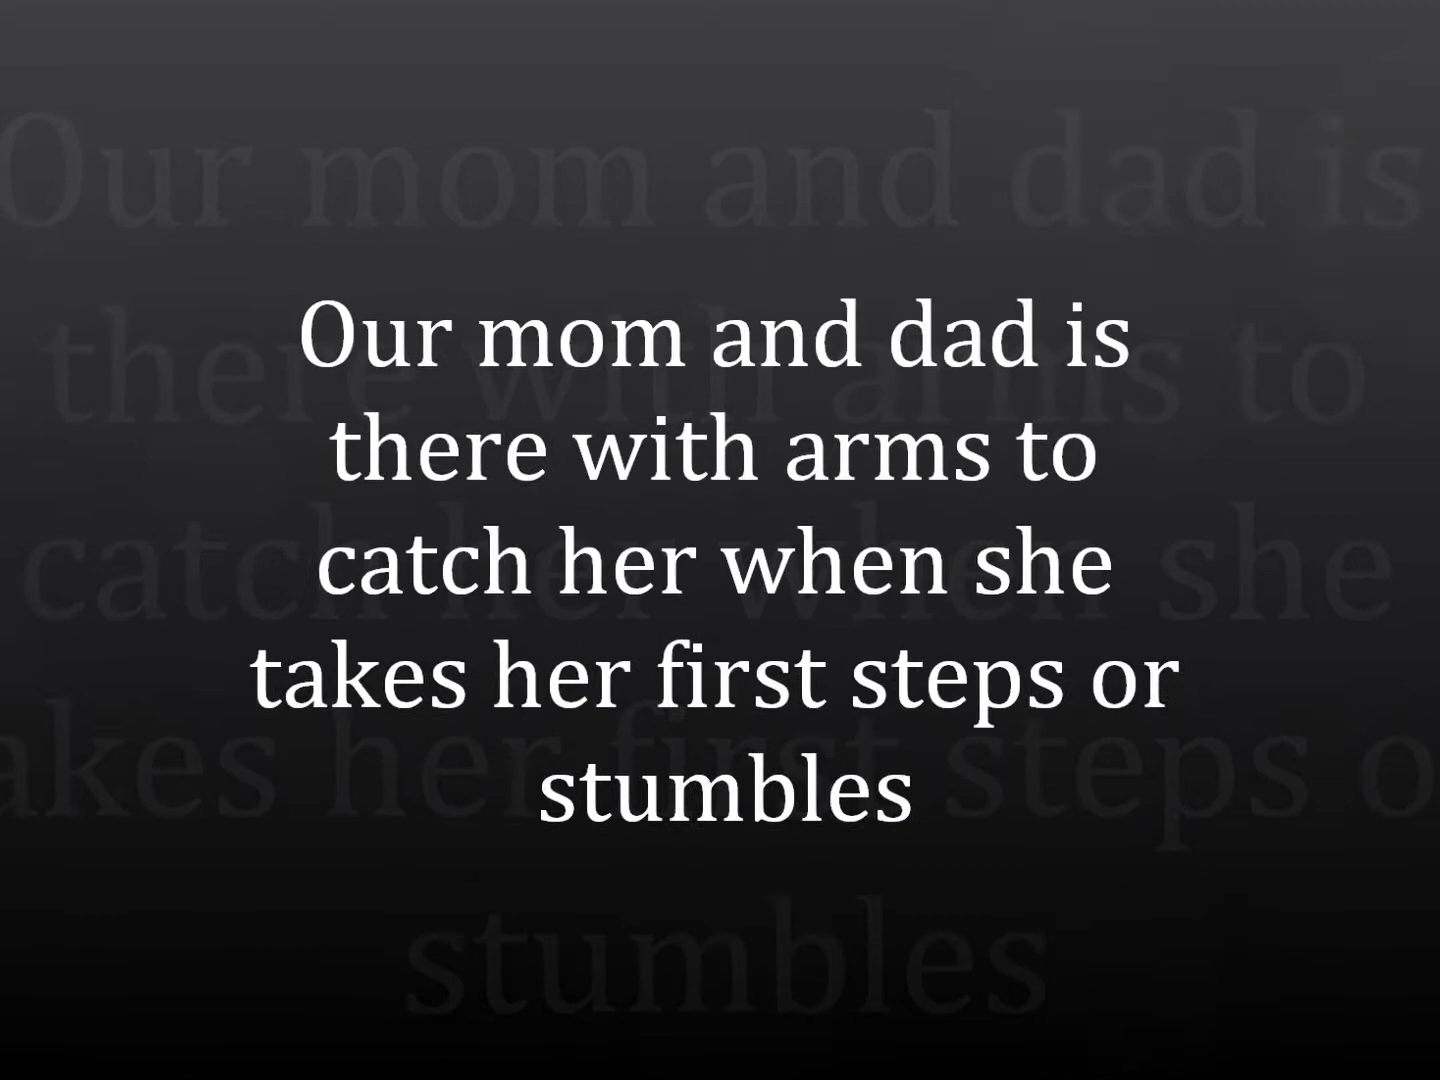 Our mom and dad is
there with arms to
catch her when she
takes her first steps or
stumbles